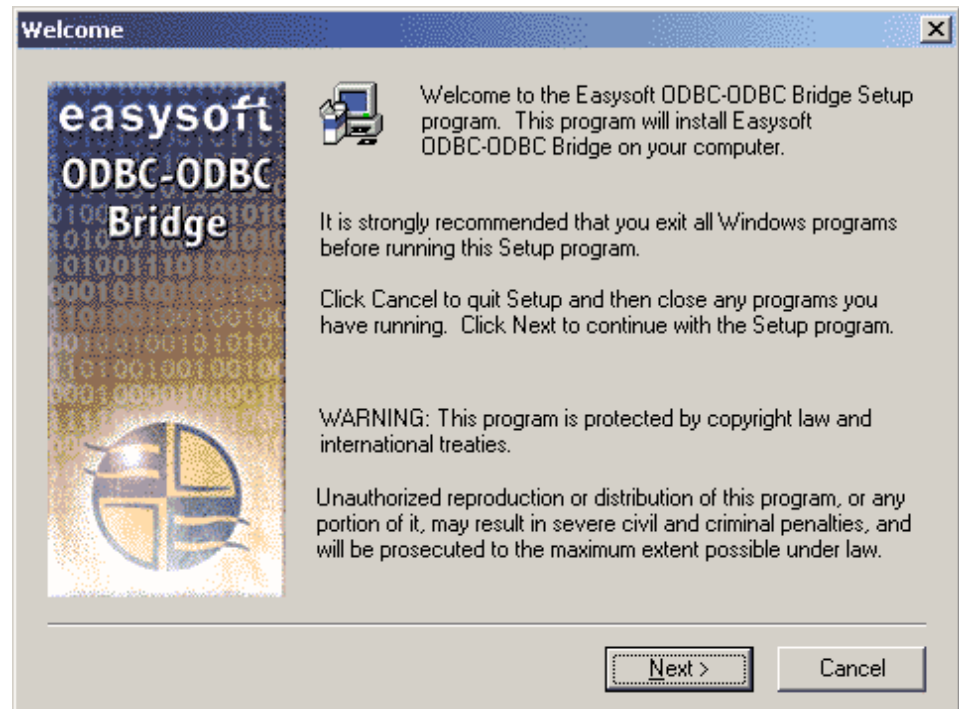 Welcome
easysoft
ODBC-ODBC
Bridge
Welcome to the Easysoft ODBC-ODBC Bridge Setup
program. This program will install Easysoft
ODBC-ODBC Bridge on your computer.
It is strongly recommended that you exit all Windows programs
before running this Setup program.
Click Cancel to quit Setup and then close any programs you
have running. Click Next to continue with the Setup program.
WARNING: This program is protected by copyright law and
international treaties.
Unauthorized reproduction or distribution of this program, or any
portion of it, may result in severe civil and criminal penalties, and
will be prosecuted to the maximum extent possible under law.
Next >
Cancel